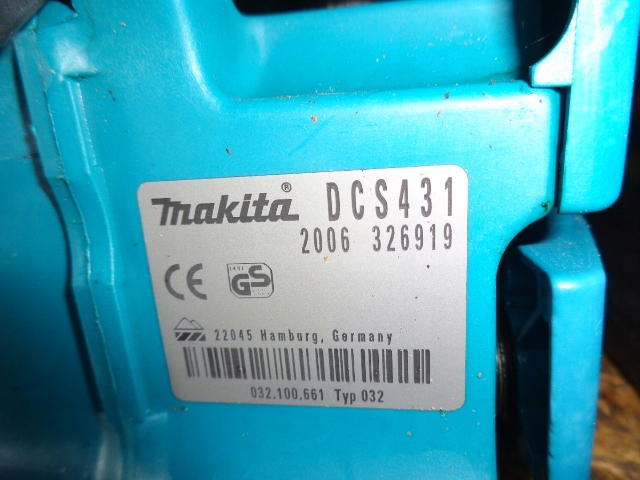 makita® DCS431
2006 326919
CE GS
22045 Hamburg, Germany
032.100.661 Typ 032